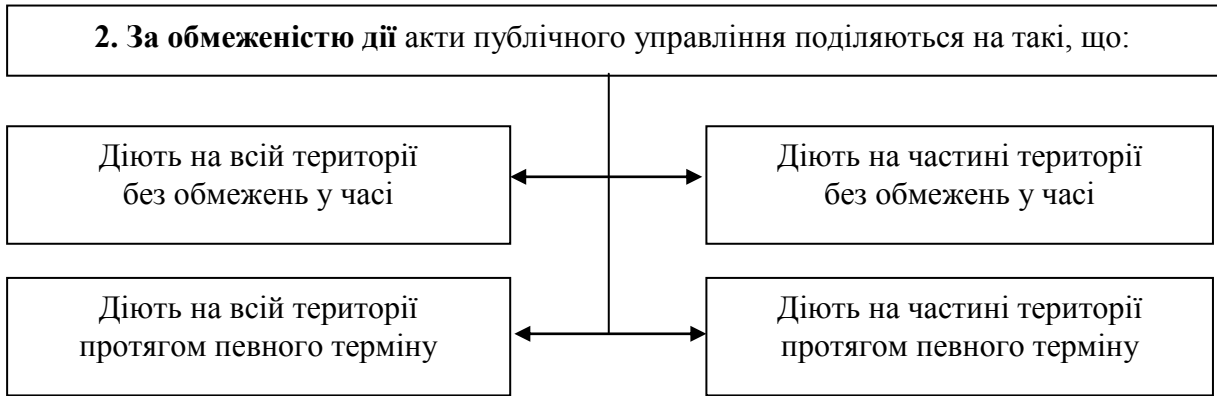 2. За обмеженістю дії акти публічного управління поділяються на такі, що:
Діють на всій території
без обмежень у часі
Діють на частині території
без обмежень у часі
Діють на всій території
протягом певного терміну
Діють на частині території
протягом певного терміну